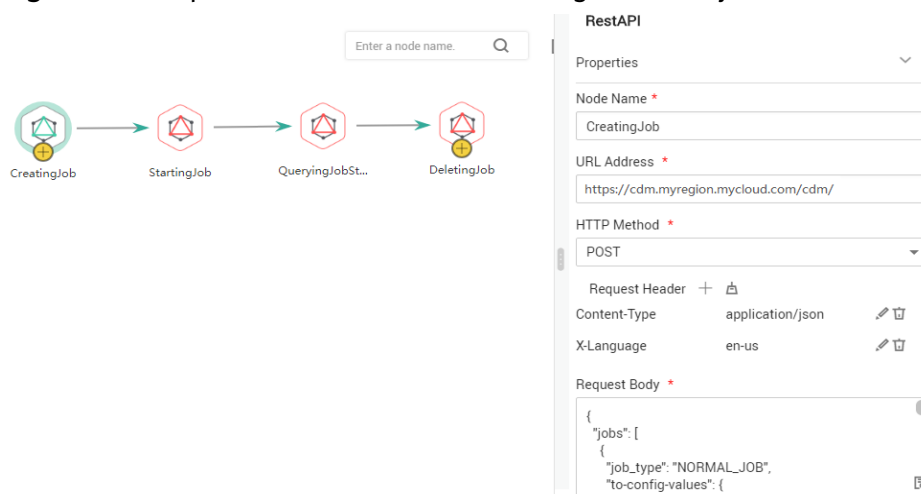 RestAPI
Enter a node name.
Properties
Node Name *
CreatingJob
URL Address *
https://cdm.myregion.mycloud.com/cdm/
HTTP Method *
POST
Request Header
Content-Type application/json
X-Language en-us
Request Body *
{
"jobs": [
{
"job_type": "NORMAL_JOB",
"to-config-values": {
CreatingJob
StartingJob
QueryingJobSt...
DeletingJob